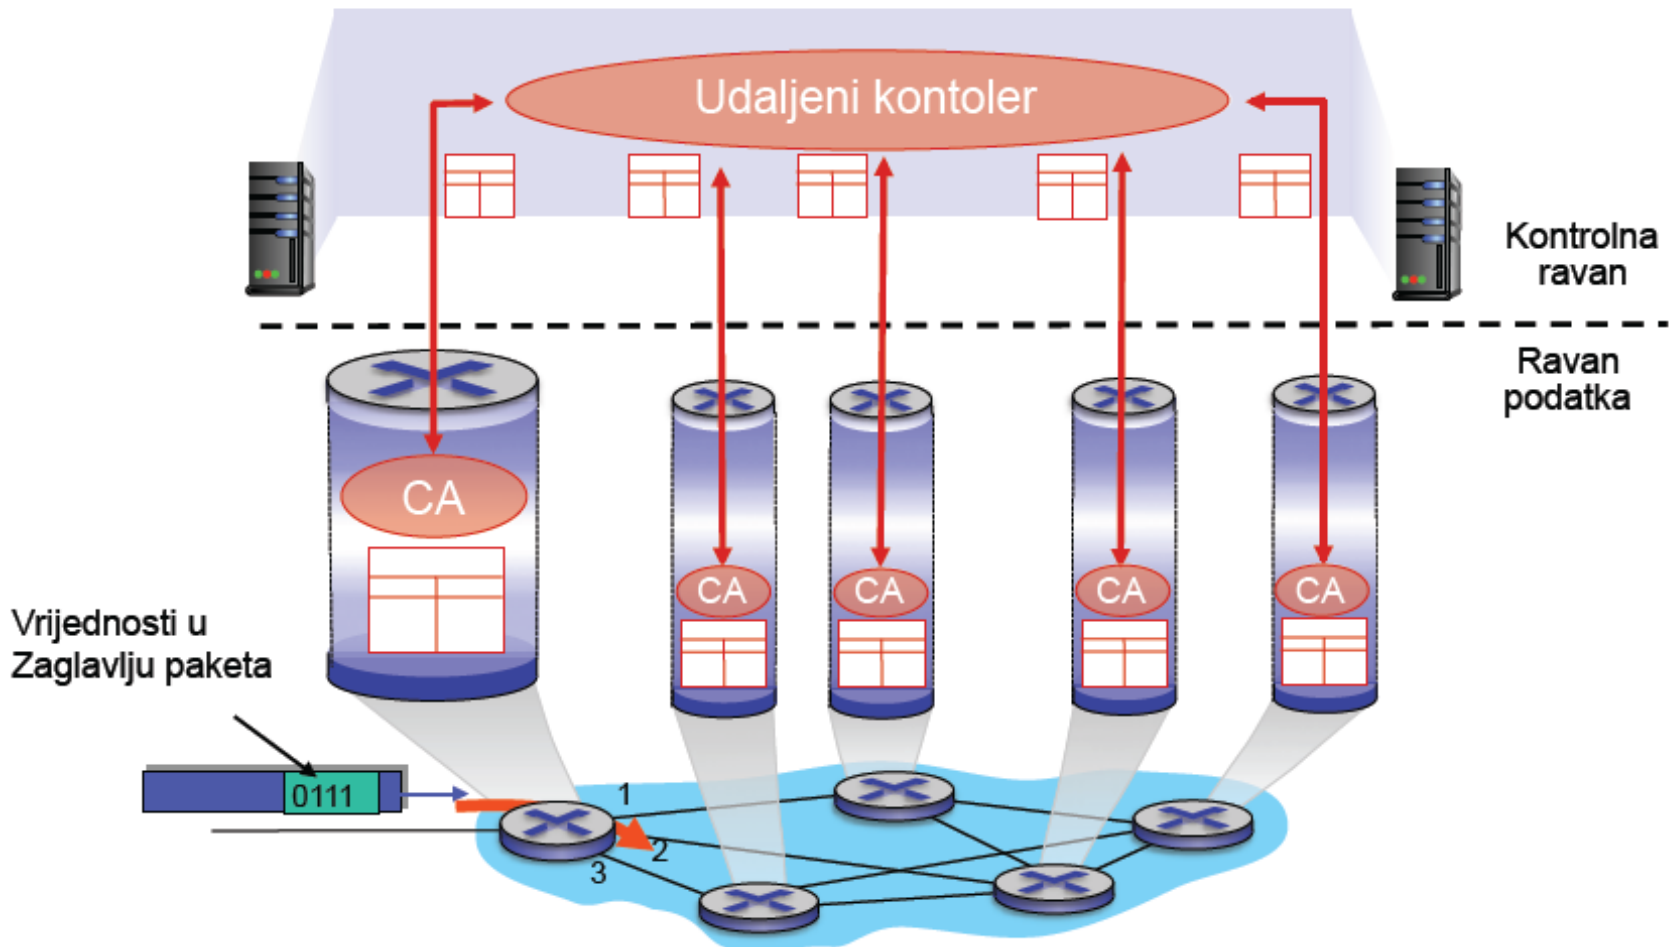 Udaljeni kontoler
Kontrolna
ravan
Ravan
podatka
CA
CA
CA
CA
CA
Vrijednosti u
Zaglavlju paketa
0111
1
2
3